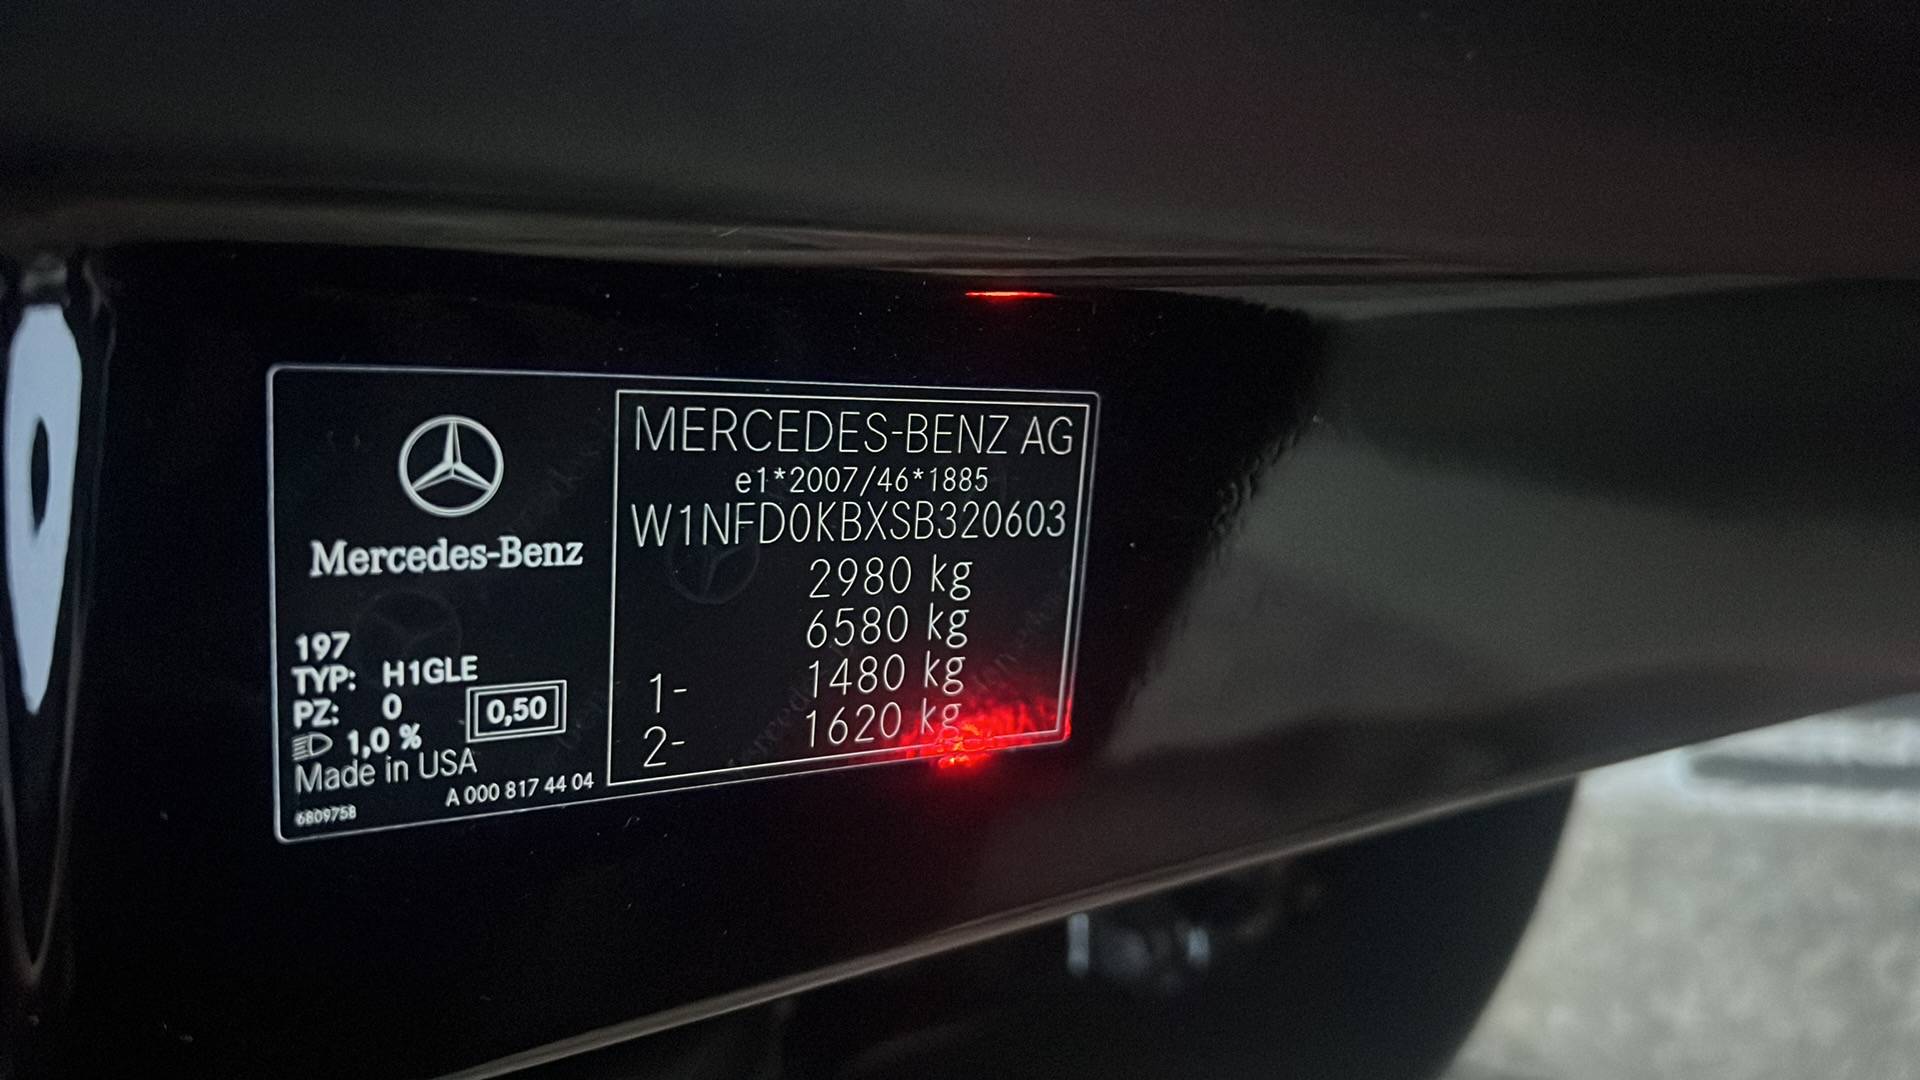 Mercedes-Benz
197
TYP: H1GLE
PZ: 0
0,50
1,0 %
Made in USA
A 000 817 44 04
6809758
MERCEDES-BENZ AG
e1*2007/46*1885
W1NFD0KBXSB320603
2980 kg
6580 kg
1- 1480 kg
2- 1620 kg